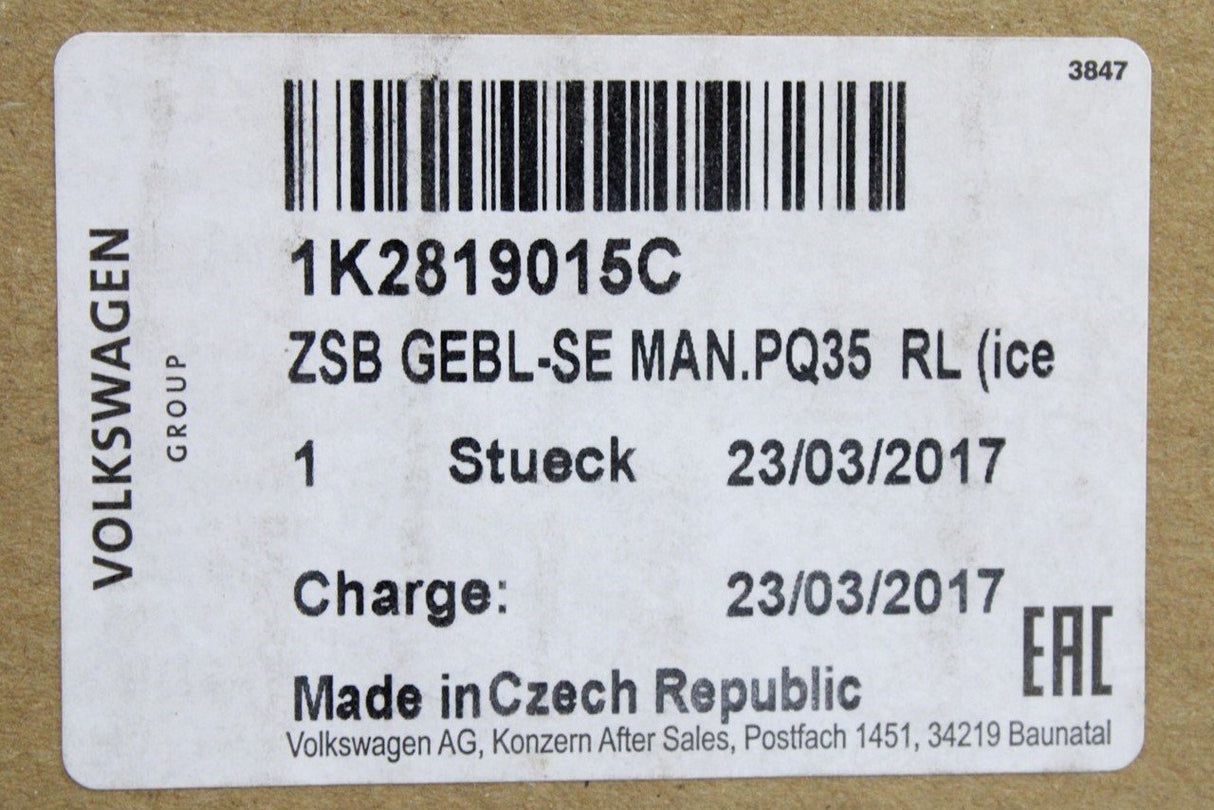 3847
VOLKSWAGEN
GROUP
1K2819015C
ZSB GEBL-SE MAN.PQ35 RL (ice
1 Stueck 23/03/2017
Charge: 23/03/2017
EAC
Made in Czech Republic
Volkswagen AG, Konzern After Sales, Postfach 1451, 34219 Baunatal